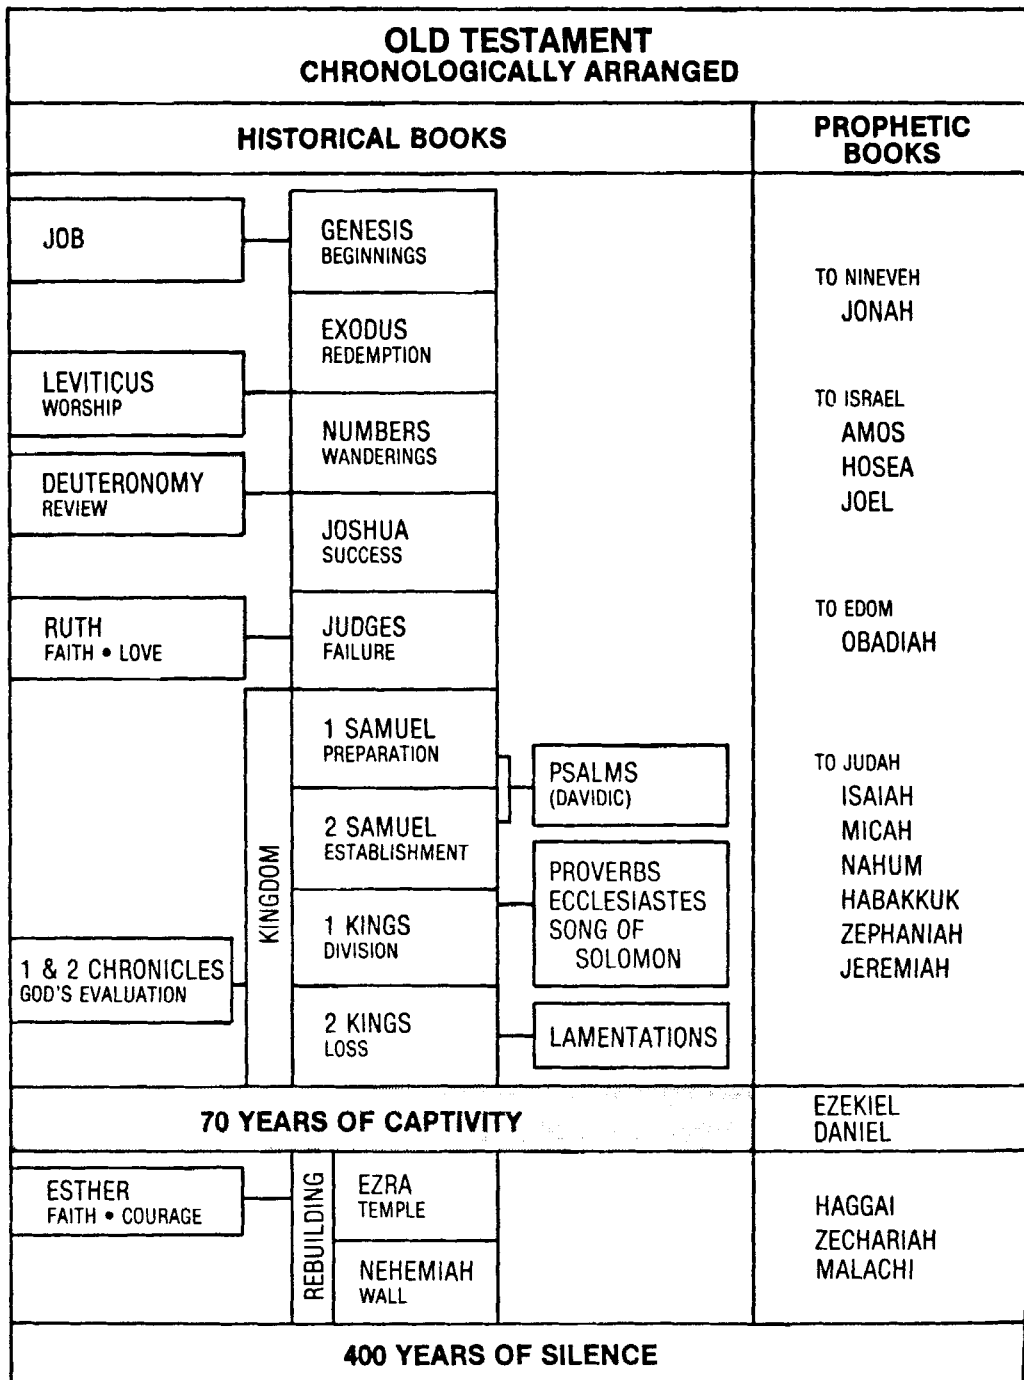 OLD TESTAMENT
CHRONOLOGICALLY ARRANGED
HISTORICAL BOOKS
PROPHETIC
BOOKS
JOB
GENESIS
BEGINNINGS
EXODUS
REDEMPTION
LEVITICUS
WORSHIP
NUMBERS
WANDERINGS
DEUTERONOMY
REVIEW
JOSHUA
SUCCESS
RUTH
FAITH • LOVE
JUDGES
FAILURE
KINGDOM
1 SAMUEL
PREPARATION
2 SAMUEL
ESTABLISHMENT
PSALMS
(DAVIDIC)
1 KINGS
DIVISION
PROVERBS
ECCLESIASTES
SONG OF
SOLOMON
1 & 2 CHRONICLES
GOD'S EVALUATION
2 KINGS
LOSS
LAMENTATIONS
TO NINEVEH
JONAH
TO ISRAEL
AMOS
HOSEA
JOEL
TO EDOM
OBADIAH
TO JUDAH
ISAIAH
MICAH
NAHUM
HABAKKUK
ZEPHANIAH
JEREMIAH
70 YEARS OF CAPTIVITY
EZEKIEL
DANIEL
ESTHER
FAITH • COURAGE
REBUILDING
EZRA
TEMPLE
NEHEMIAH
WALL
HAGGAI
ZECHARIAH
MALACHI
400 YEARS OF SILENCE